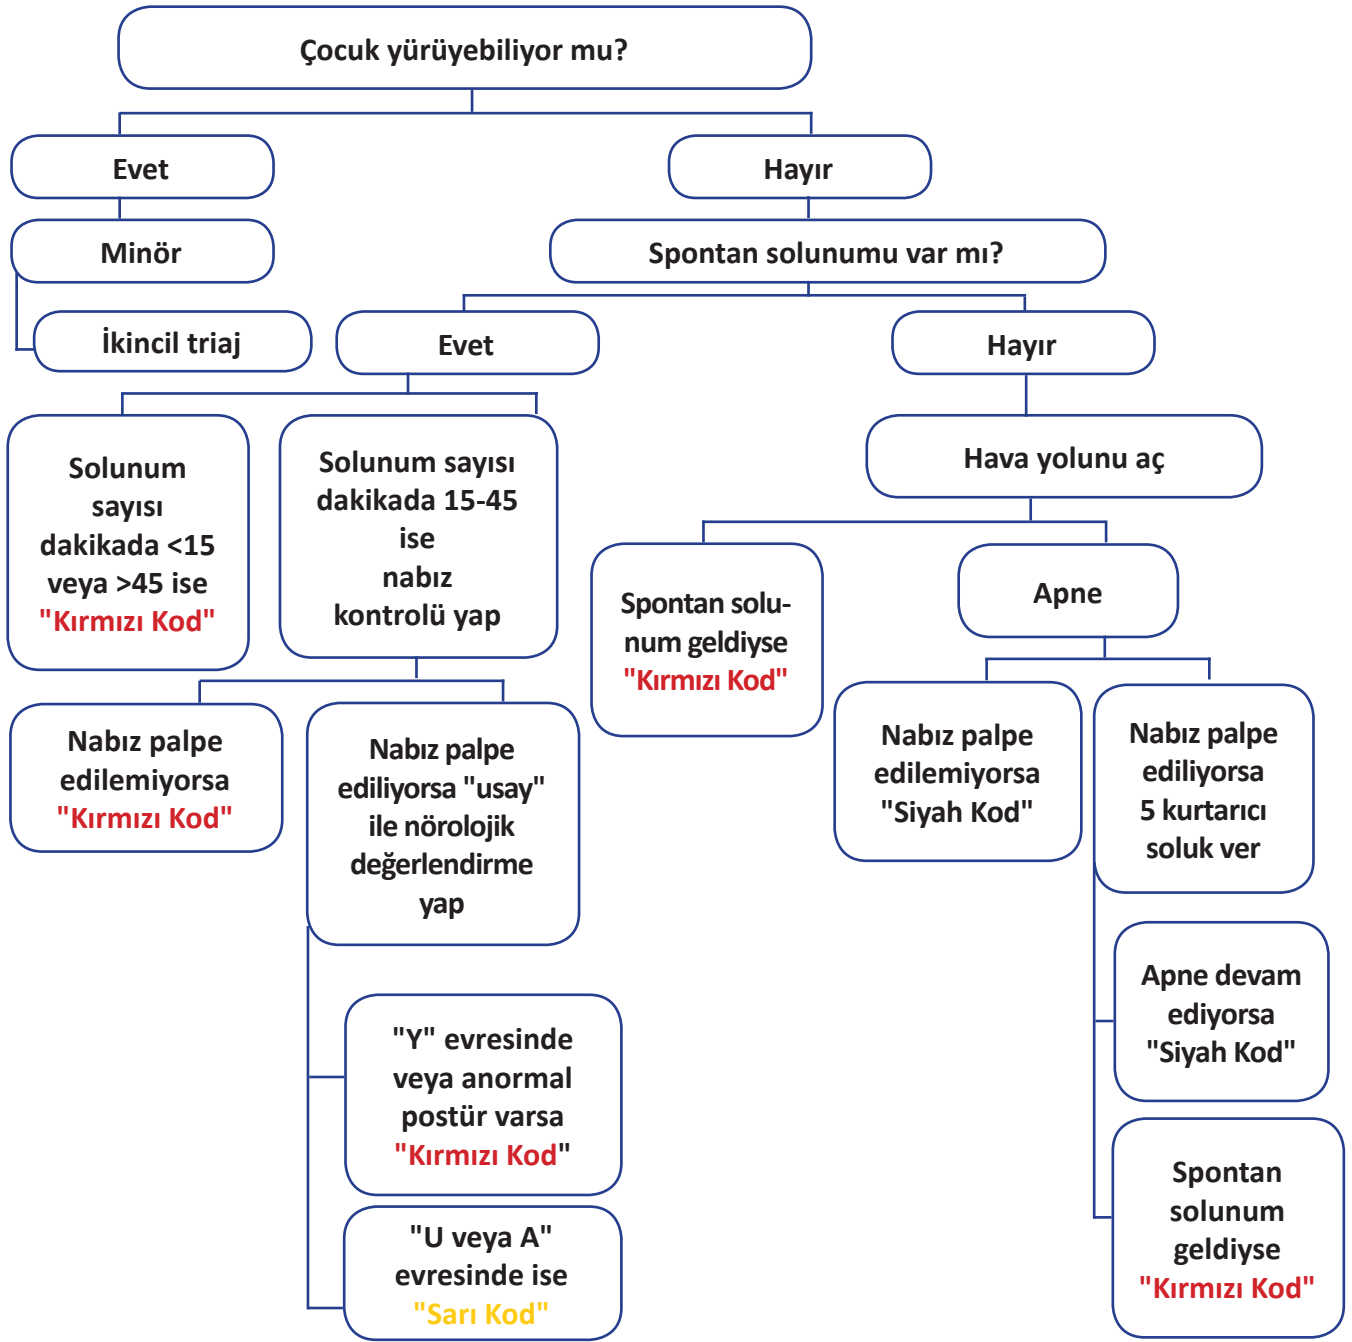 Çocuk yürüyebiliyor mu?
Evet
Hayır
Minör
Spontan solunumu var mı?
İkincil triaj
Evet
Hayır
Solunum
sayısı
dakikada <15
veya >45 ise
"Kırmızı Kod"
Solunum sayısı
dakikada 15-45
ise
nabız
kontrolü yap
Hava yolunu aç
Spontan solu-
num geldiyse
"Kırmızı Kod"
Apne
Nabız palpe
edilemiyorsa
"Kırmızı Kod"
Nabız palpe
ediliyorsa "usay"
ile nörolojik
değerlendirme
yap
Nabız palpe
edilemiyorsa
"Siyah Kod"
Nabız palpe
ediliyorsa
5 kurtarıcı
soluk ver
"Y" evresinde
veya anormal
postür varsa
"Kırmızı Kod"
Apne devam
ediyorsa
"Siyah Kod"
"U veya A"
evresinde ise
"Sarı Kod"
Spontan
solunum
geldiyse
"Kırmızı Kod"